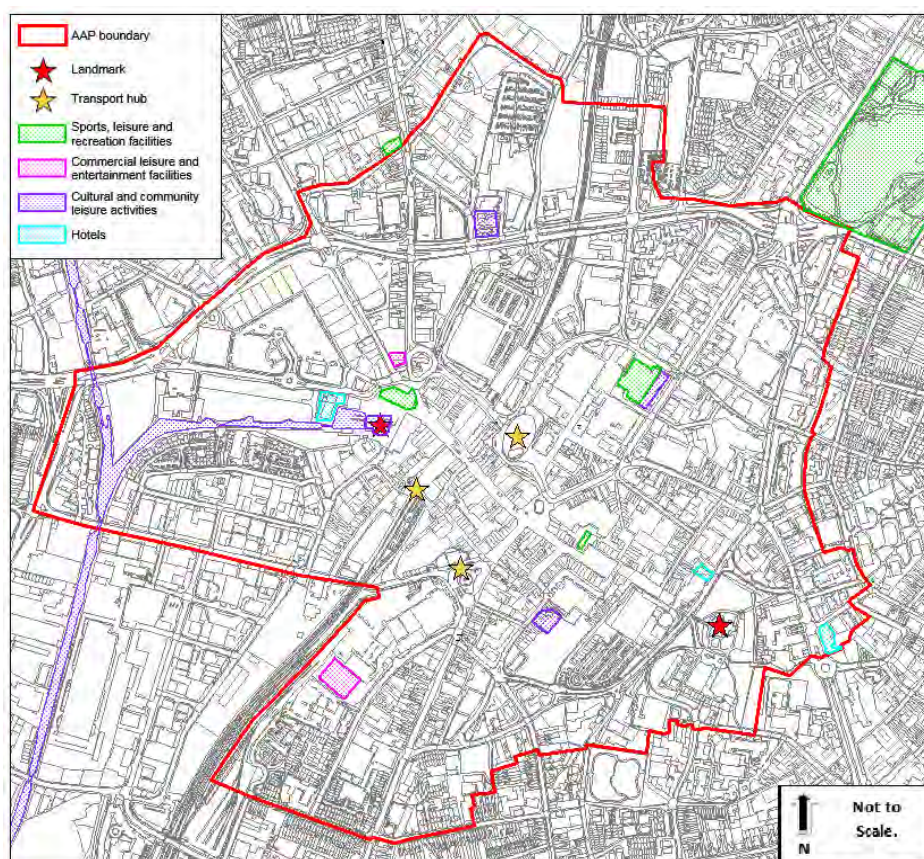 AAP boundary
Landmark
Transport hub
Sports, leisure and
recreation facilities
Commercial leisure and
entertainment facilities
Cultural and community
leisure activities
Hotels
Not to
Scale.
N